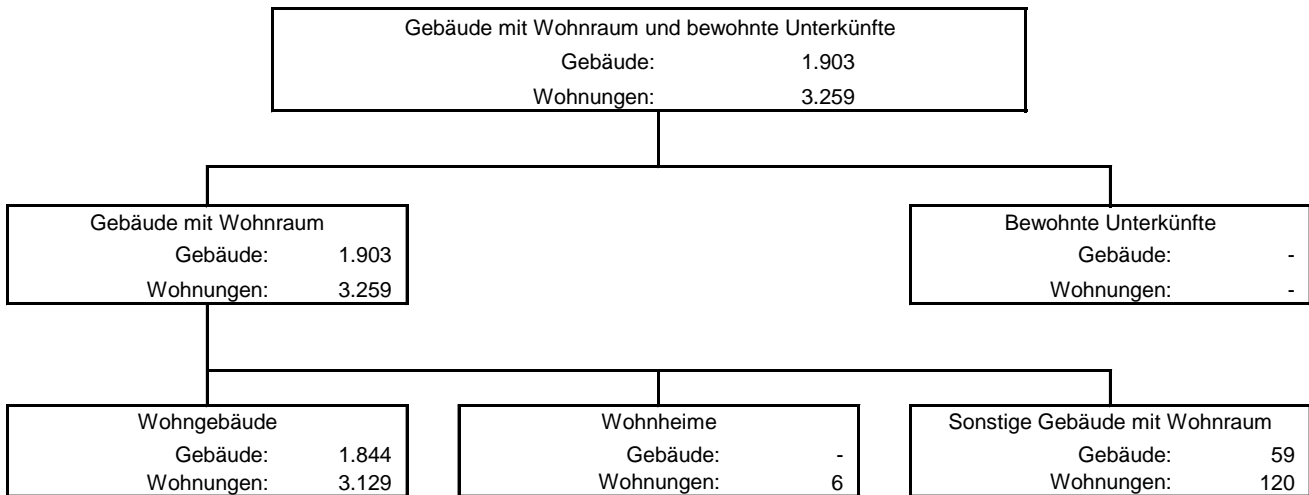 Gebäude mit Wohnraum und bewohnte Unterkünfte
Gebäude: 1.903
Wohnungen: 3.259
Gebäude mit Wohnraum
Gebäude: 1.903
Wohnungen: 3.259
Bewohnte Unterkünfte
Gebäude: -
Wohnungen: -
Wohngebäude
Gebäude: 1.844
Wohnungen: 3.129
Wohnheime
Gebäude: -
Wohnungen: 6
Sonstige Gebäude mit Wohnraum
Gebäude: 59
Wohnungen: 120